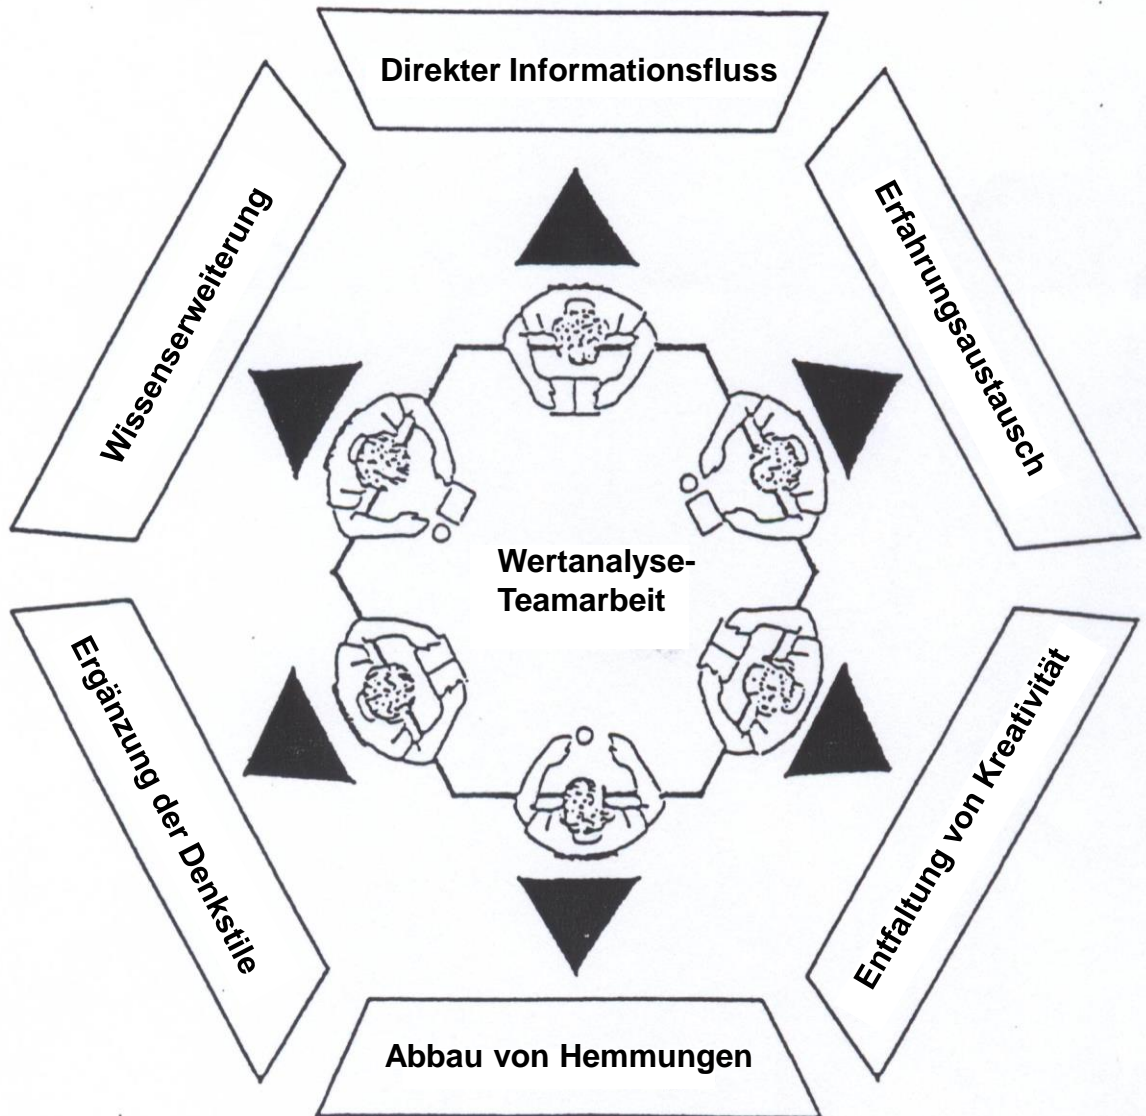 Direkter Informationsfluss
Wissenserweiterung
Erfahrungsaustausch
Wertanalyse-
Teamarbeit
Ergänzung der Denkstile
Entfaltung von Kreativität
Abbau von Hemmungen